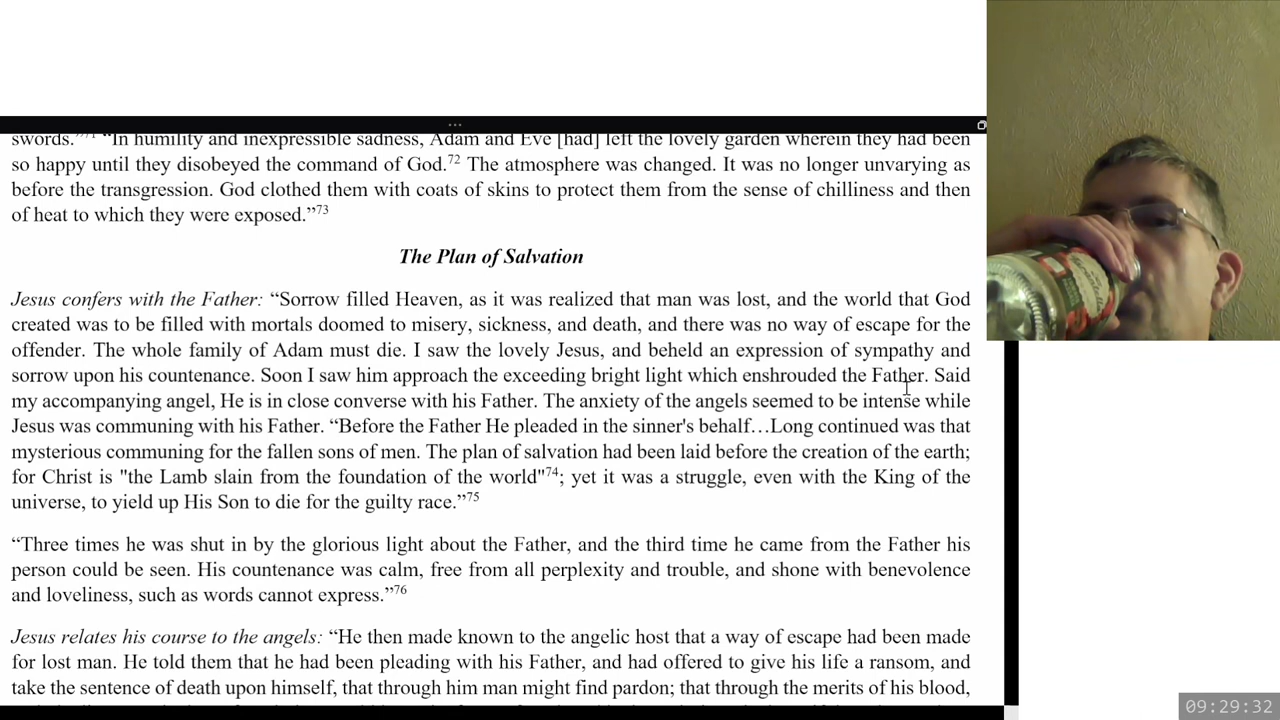 swords.”71 “In humility and inexpressible sadness, Adam and Eve [had] left the lovely garden wherein they had been
so happy until they disobeyed the command of God.72 The atmosphere was changed. It was no longer unvarying as
before the transgression. God clothed them with coats of skins to protect them from the sense of chilliness and then
of heat to which they were exposed.”73
The Plan of Salvation
Jesus confers with the Father: “Sorrow filled Heaven, as it was realized that man was lost, and the world that God
created was to be filled with mortals doomed to misery, sickness, and death, and there was no way of escape for the
offender. The whole family of Adam must die. I saw the lovely Jesus, and beheld an expression of sympathy and
sorrow upon his countenance. Soon I saw him approach the exceeding bright light which enshrouded the Father. Said
my accompanying angel, He is in close converse with his Father. The anxiety of the angels seemed to be intense while
Jesus was communing with his Father. “Before the Father He pleaded in the sinner's behalf…Long continued was that
mysterious communing for the fallen sons of men. The plan of salvation had been laid before the creation of the earth;
for Christ is "the Lamb slain from the foundation of the world"74; yet it was a struggle, even with the King of the
universe, to yield up His Son to die for the guilty race.”75
“Three times he was shut in by the glorious light about the Father, and the third time he came from the Father his
person could be seen. His countenance was calm, free from all perplexity and trouble, and shone with benevolence
and loveliness, such as words cannot express.”76
Jesus relates his course to the angels: “He then made known to the angelic host that a way of escape had been made
for lost man. He told them that he had been pleading with his Father, and had offered to give his life a ransom, and
take the sentence of death upon himself, that through him man might find pardon; that through the merits of his blood,
09:29:32